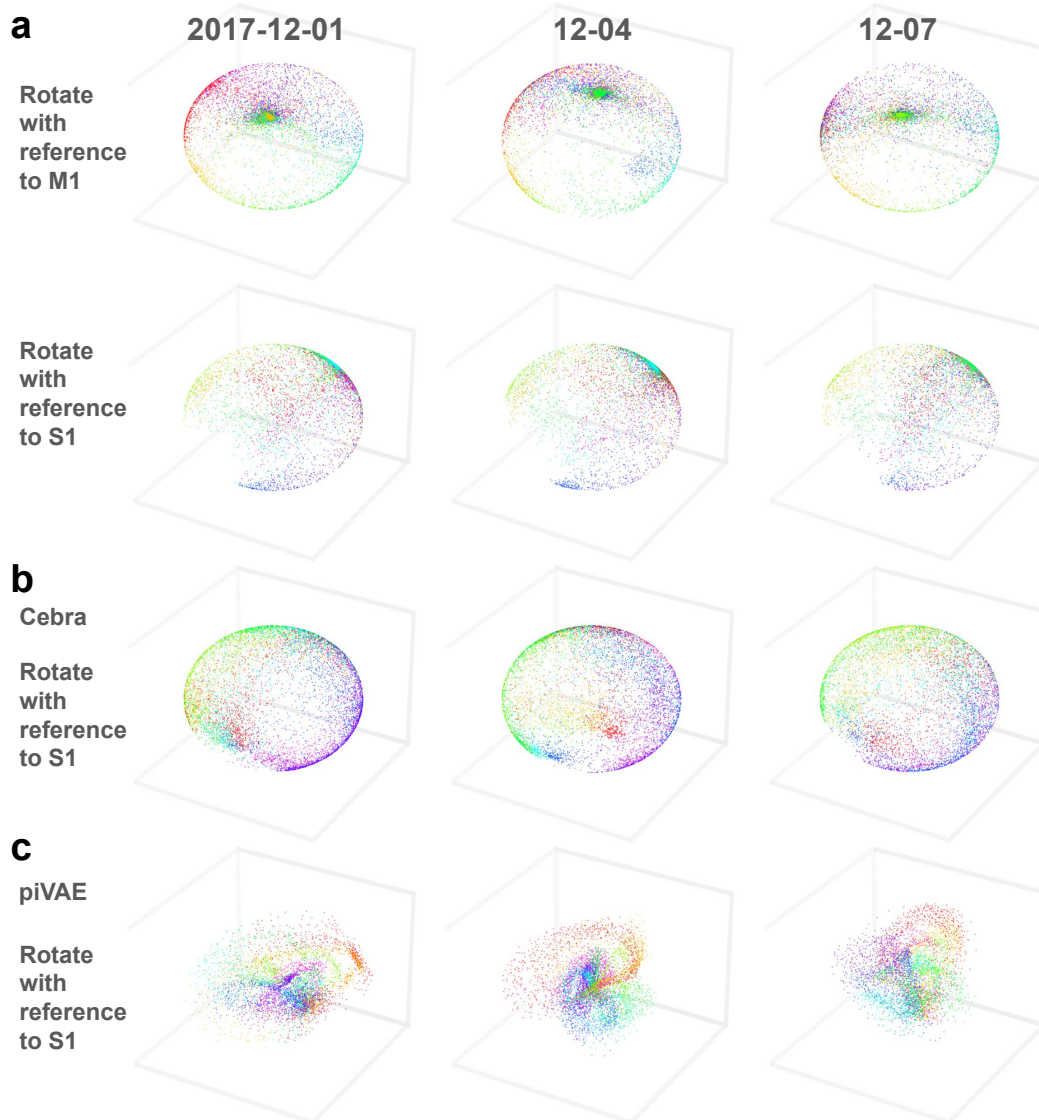 a
2017-12-01 12-04 12-07
Rotate
with
reference
to M1
Rotate
with
reference
to S1
b
Cebra
Rotate
with
reference
to S1
c
piVAE
Rotate
with
reference
to S1